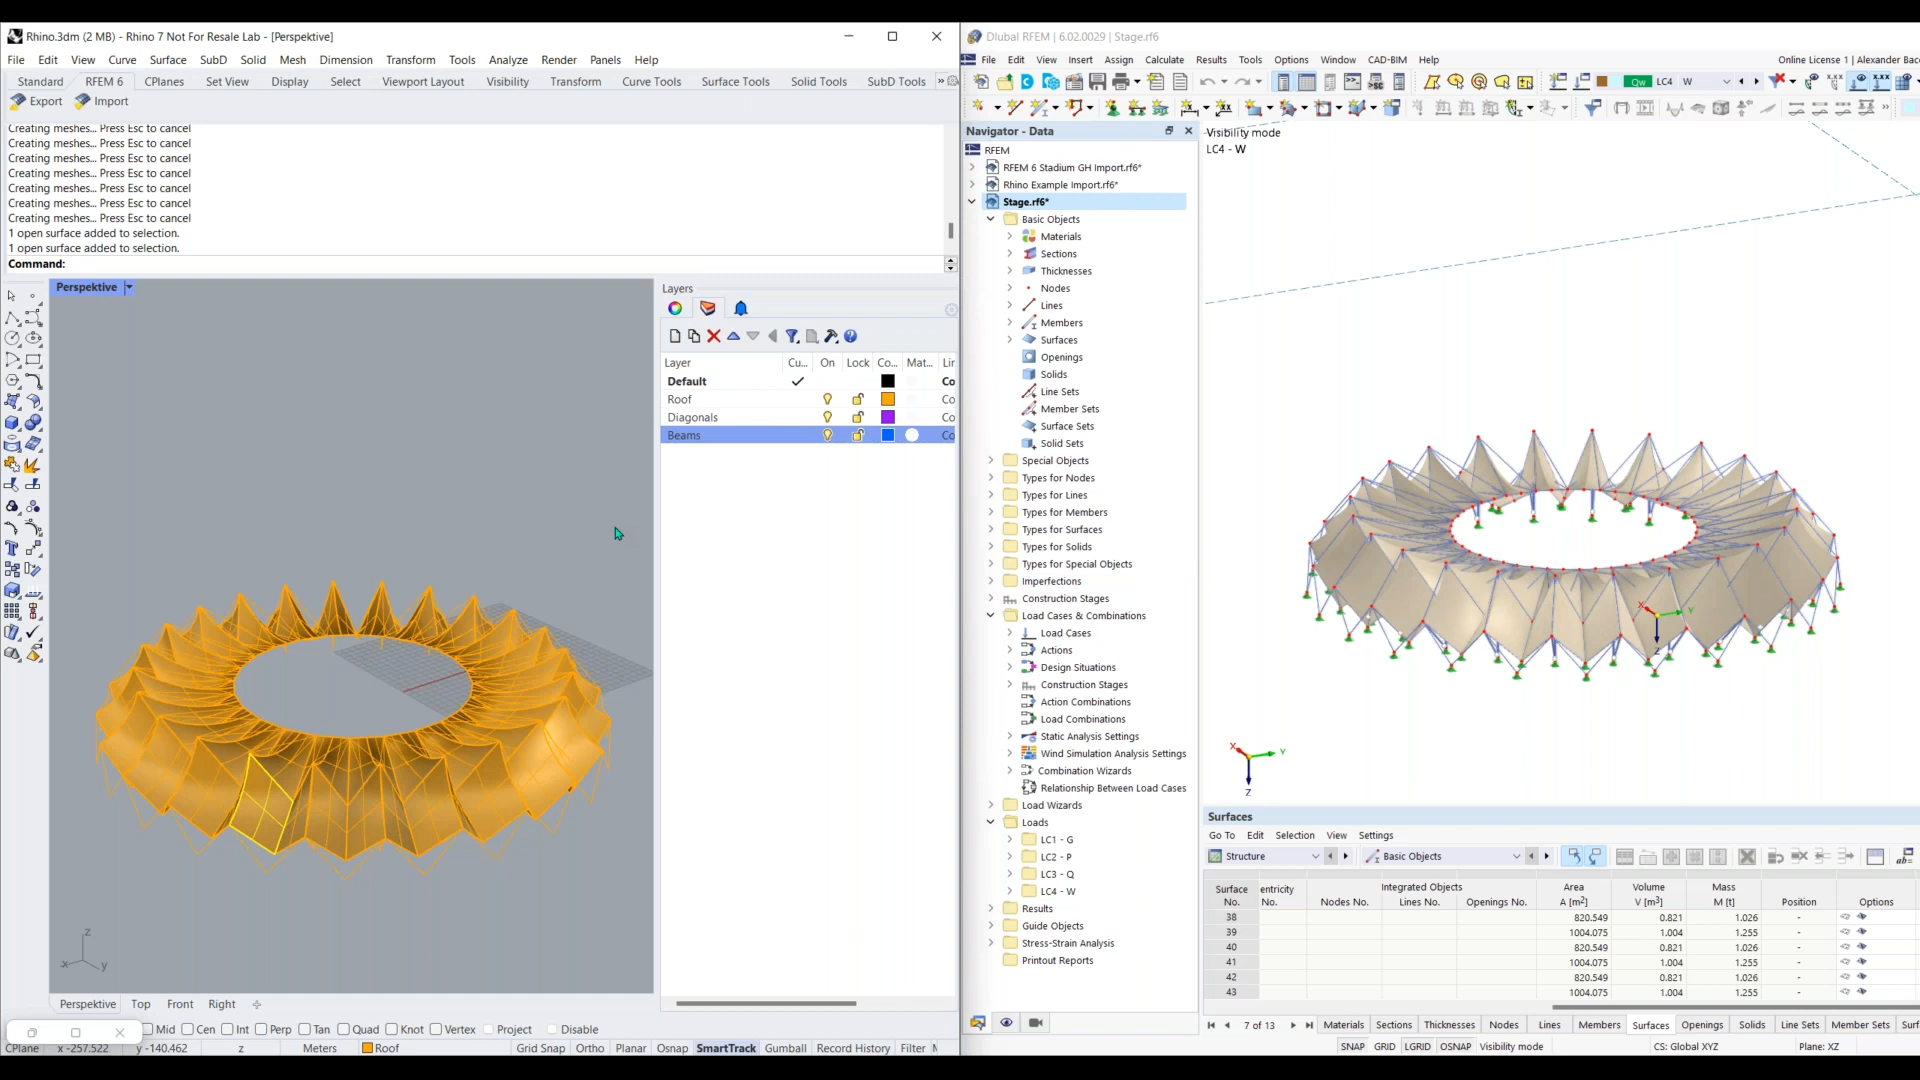 Rhino.3dm (2 MB) - Rhino 7 Not For Resale Lab - [Perspektive]
File Edit View Curve Surface SubD Solid Mesh Dimension Transform Tools Analyze Render Panels Help
Standard RFEM 6 CPlanes Set View Display Select Viewport Layout Visibility Transform Curve Tools Surface Tools Solid Tools SubD Tools »
Export Import
Creating meshes... Press Esc to cancel
Creating meshes... Press Esc to cancel
Creating meshes... Press Esc to cancel
Creating meshes... Press Esc to cancel
Creating meshes... Press Esc to cancel
Creating meshes... Press Esc to cancel
Creating meshes... Press Esc to cancel
1 open surface added to selection.
1 open surface added to selection.
Command:
Perspektive
z
x y
Layers
Layer Cu... On Lock Co... Mat... Lin
Default Co
Roof Co
Diagonals Co
Beams Co
Perspektive Top Front Right
Mid Cen Int Perp Tan Quad Knot Vertex Project Disable
CPlane x -257.522 y -140.462 z Meters Roof Grid Snap Ortho Planar Osnap SmartTrack Gumball Record History Filter M
Dlubal RFEM | 6.02.0029 | Stage.rf6
File Edit View Insert Assign Calculate Results Tools Options Window CAD-BIM Help
Online License 1 | Alexander Bac
Qw LC4 W
Navigator - Data
RFEM
RFEM 6 Stadium GH Import.rf6*
Rhino Example Import.rf6*
Stage.rf6*
Basic Objects
Materials
Sections
Thicknesses
Nodes
Lines
Members
Surfaces
Openings
Solids
Line Sets
Member Sets
Surface Sets
Solid Sets
Special Objects
Types for Nodes
Types for Lines
Types for Members
Types for Surfaces
Types for Solids
Types for Special Objects
Imperfections
Construction Stages
Load Cases & Combinations
Load Cases
Actions
Design Situations
Construction Stages
Action Combinations
Load Combinations
Static Analysis Settings
Wind Simulation Analysis Settings
Combination Wizards
Relationship Between Load Cases
Load Wizards
Loads
LC1 - G
LC2 - P
LC3 - Q
LC4 - W
Results
Guide Objects
Stress-Strain Analysis
Printout Reports
Visibility mode
LC4 - W
X Y
Z
X Y
Z
Surfaces
Go To Edit Selection View Settings
Structure Basic Objects
Surface entricity Integrated Objects Area Volume Mass
No. No. Nodes No. Lines No. Openings No. A [m²] V [m³] M [t] Position Options
38 820.549 0.821 1.026 -
39 1004.075 1.004 1.255 -
40 820.549 0.821 1.026 -
41 1004.075 1.004 1.255 -
42 820.549 0.821 1.026 -
43 1004.075 1.004 1.255 -
7 of 13 Materials Sections Thicknesses Nodes Lines Members Surfaces Openings Solids Line Sets Member Sets Surf
SNAP GRID LGRID OSNAP Visibility mode CS: Global XYZ Plane: XZ